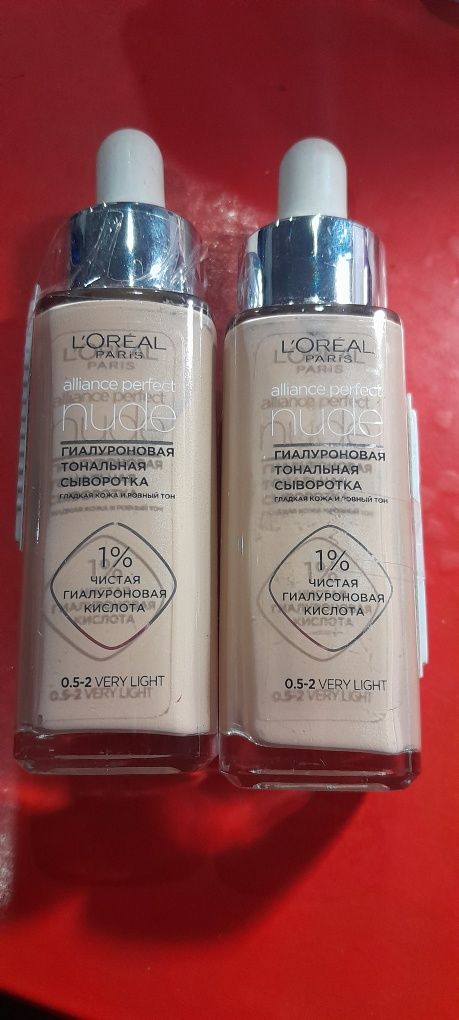 L'ORÉAL
PARIS
alliance perfect
nude
ГИАЛУРОНОВАЯ
ТОНАЛЬНАЯ
СЫВОРОТКА
ГЛАДКАЯ КОЖА И РОВНЫЙ ТОН
1%
ЧИСТАЯ
ГИАЛУРОНОВАЯ
КИСЛОТА
0.5-2 VERY LIGHT
L'ORÉAL
PARIS
alliance perfect
nude
ГИАЛУРОНОВАЯ
ТОНАЛЬНАЯ
СЫВОРОТКА
ГЛАДКАЯ КОЖА И РОВНЫЙ ТОН
1%
ЧИСТАЯ
ГИАЛУРОНОВАЯ
КИСЛОТА
0.5-2 VERY LIGHT